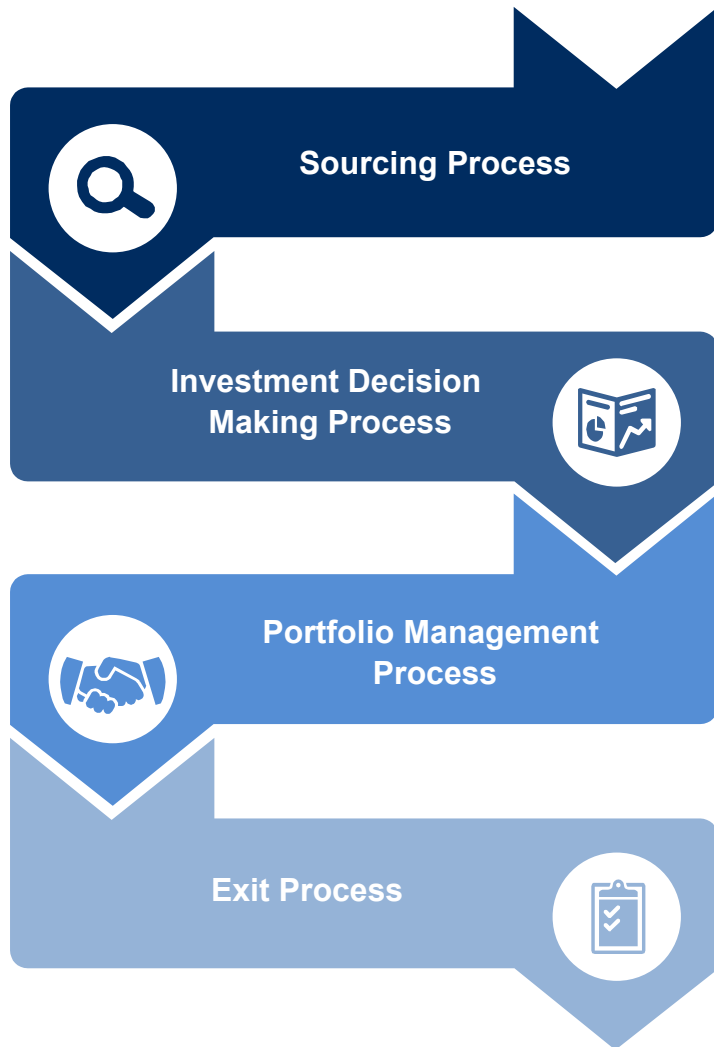 Sourcing Process
Investment Decision
Making Process
Portfolio Management
Process
Exit Process